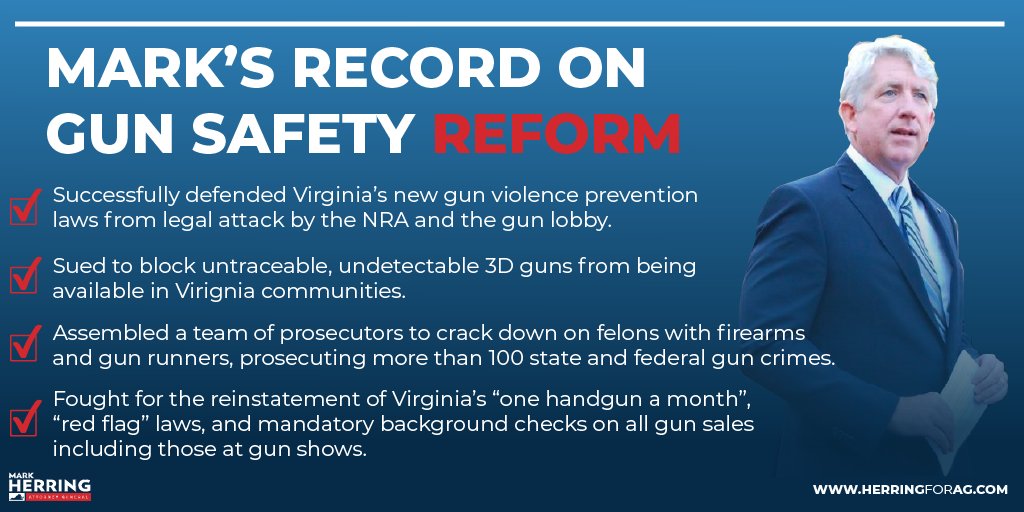 MARK'S RECORD ON
GUN SAFETY REFORM
Successfully defended Virginia's new gun violence prevention
laws from legal attack by the NRA and the gun lobby.
Sued to block untraceable, undetectable 3D guns from being
available in Virignia communities.
Assembled a team of prosecutors to crack down on felons with firearms
and gun runners, prosecuting more than 100 state and federal gun crimes.
Fought for the reinstatement of Virginia's “one handgun a month”,
“red flag” laws, and mandatory background checks on all gun sales
including those at gun shows.
MARK
HERRING
ATTORNEY GENERAL
WWW.HERRINGFORAG.COM